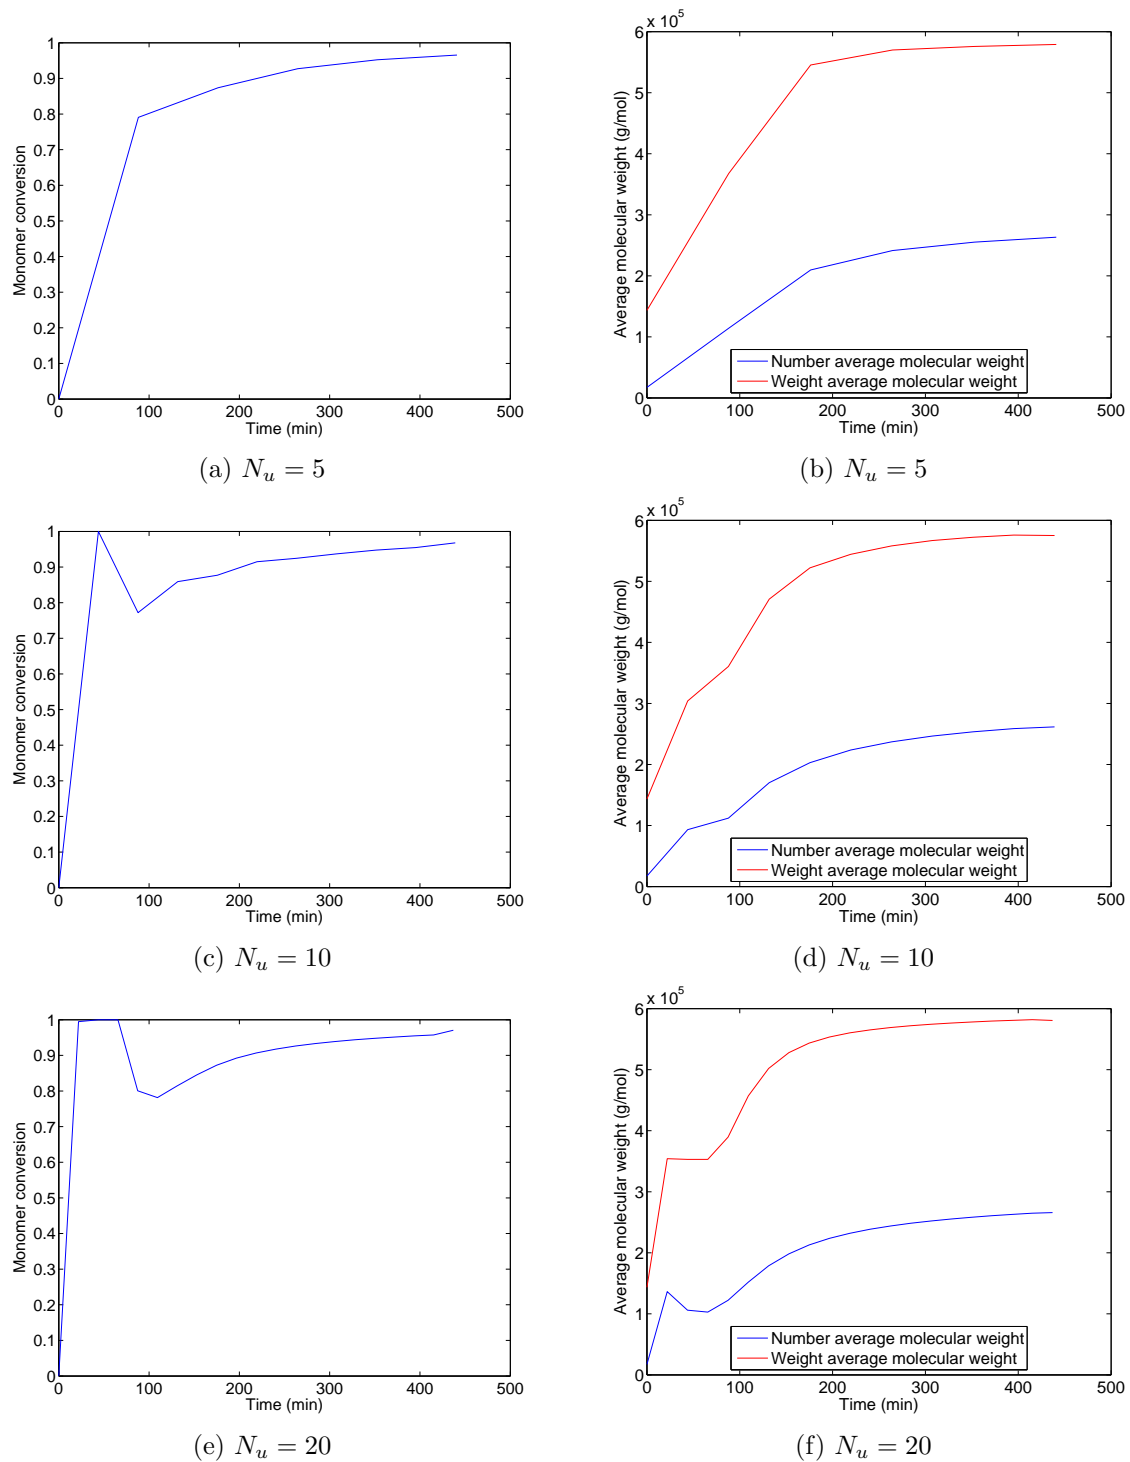 1
0.9
0.8
0.7
0.6
0.5
0.4
0.3
0.2
0.1
0
Monomer conversion
0 100 200 300 400 500
Time (min)
(a) N_u = 5
x 10^5
6
5
4
3
2
1
0
Average molecular weight (g/mol)
Number average molecular weight
Weight average molecular weight
0 100 200 300 400 500
Time (min)
(b) N_u = 5
1
0.9
0.8
0.7
0.6
0.5
0.4
0.3
0.2
0.1
0
Monomer conversion
0 100 200 300 400 500
Time (min)
(c) N_u = 10
x 10^5
6
5
4
3
2
1
0
Average molecular weight (g/mol)
Number average molecular weight
Weight average molecular weight
0 100 200 300 400 500
Time (min)
(d) N_u = 10
1
0.9
0.8
0.7
0.6
0.5
0.4
0.3
0.2
0.1
0
Monomer conversion
0 100 200 300 400 500
Time (min)
(e) N_u = 20
x 10^5
6
5
4
3
2
1
0
Average molecular weight (g/mol)
Number average molecular weight
Weight average molecular weight
0 100 200 300 400 500
Time (min)
(f) N_u = 20